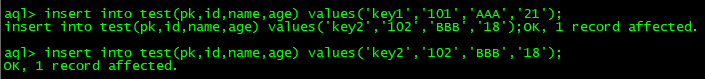 aql> insert into test(pk,id,name,age) values('key1','101','AAA','21');
insert into test(pk,id,name,age) values('key2','102','BBB','18');OK, 1 record affected.
aql> insert into test(pk,id,name,age) values('key2','102','BBB','18');
OK, 1 record affected.